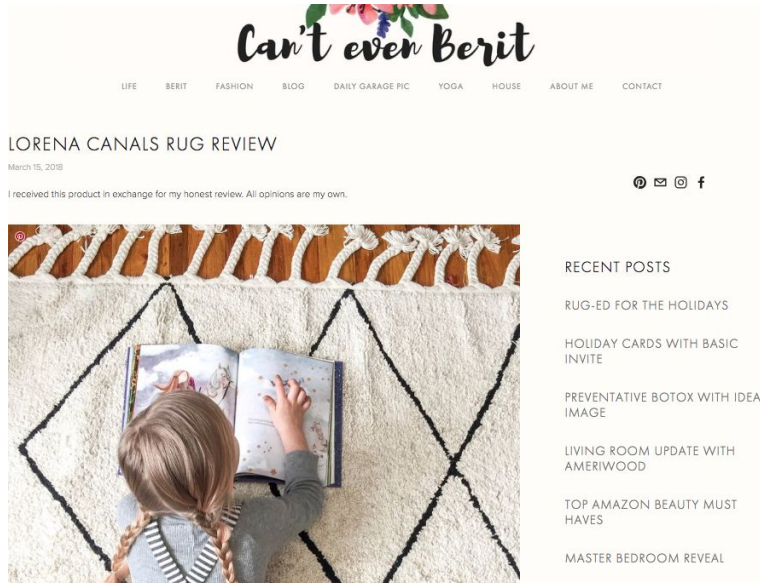 Can't even Berit
LIFE BERIT FASHION BLOG DAILY GARAGE PIC YOGA HOUSE ABOUT ME CONTACT
LORENA CANALS RUG REVIEW
March 15, 2018
I received this product in exchange for my honest review. All opinions are my own.
RECENT POSTS
RUG-ED FOR THE HOLIDAYS
HOLIDAY CARDS WITH BASIC
INVITE
PREVENTATIVE BOTOX WITH IDEA
IMAGE
LIVING ROOM UPDATE WITH
AMERIWOOD
TOP AMAZON BEAUTY MUST
HAVES
MASTER BEDROOM REVEAL